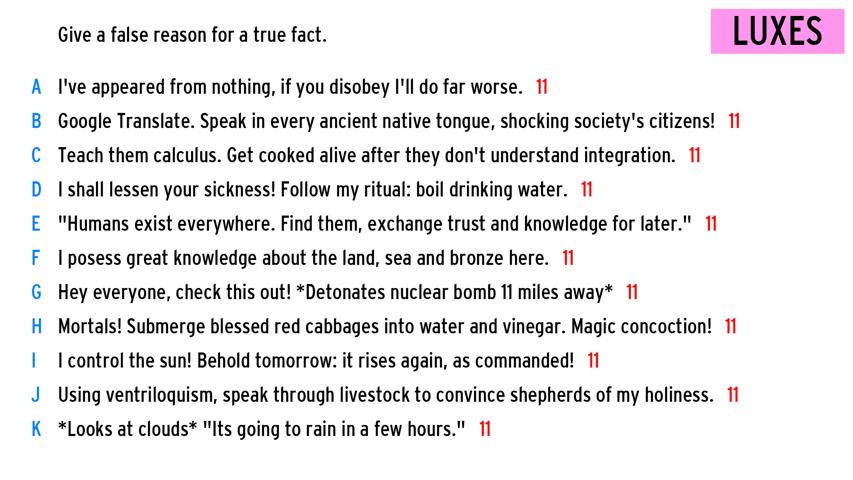 Give a false reason for a true fact.
LUXES
A I've appeared from nothing, if you disobey I'll do far worse. 11
B Google Translate. Speak in every ancient native tongue, shocking society's citizens! 11
C Teach them calculus. Get cooked alive after they don't understand integration. 11
D I shall lessen your sickness! Follow my ritual: boil drinking water. 11
E "Humans exist everywhere. Find them, exchange trust and knowledge for later." 11
F I posess great knowledge about the land, sea and bronze here. 11
G Hey everyone, check this out! *Detonates nuclear bomb 11 miles away* 11
H Mortals! Submerge blessed red cabbages into water and vinegar. Magic concoction! 11
I I control the sun! Behold tomorrow: it rises again, as commanded! 11
J Using ventriloquism, speak through livestock to convince shepherds of my holiness. 11
K *Looks at clouds* "Its going to rain in a few hours." 11